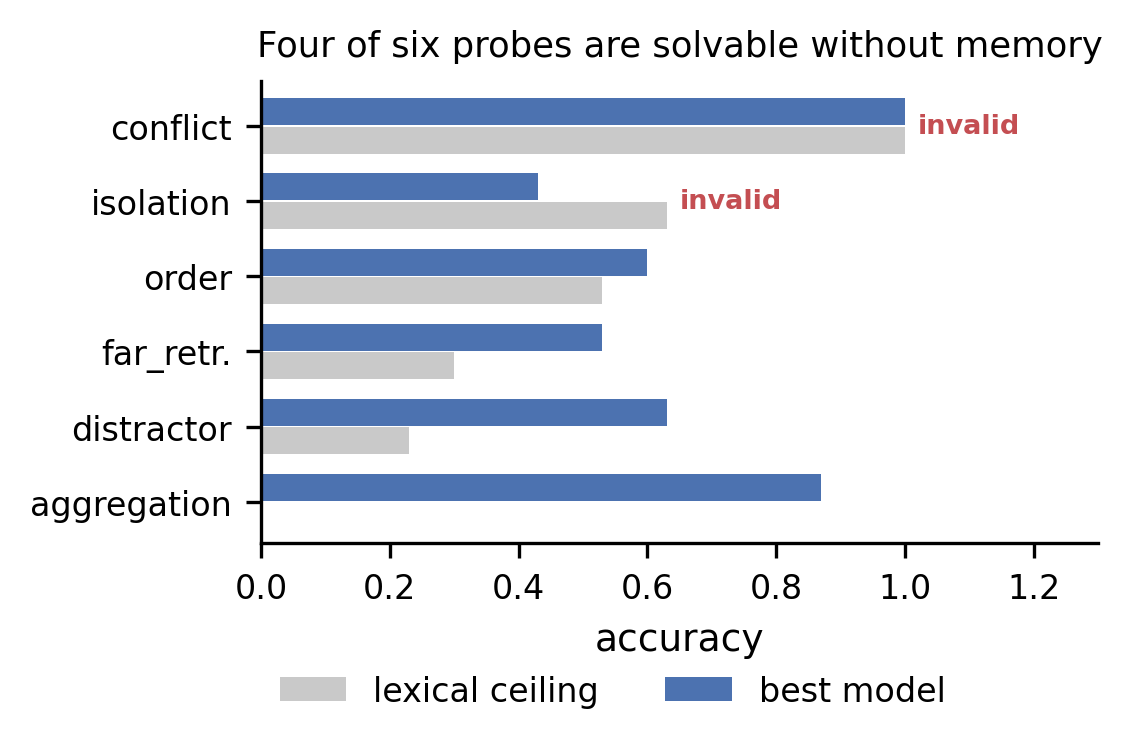 Four of six probes are solvable without memory
conflict
invalid
isolation
invalid
order
far_retr.
distractor
aggregation
0.0 0.2 0.4 0.6 0.8 1.0 1.2
accuracy
lexical ceiling best model